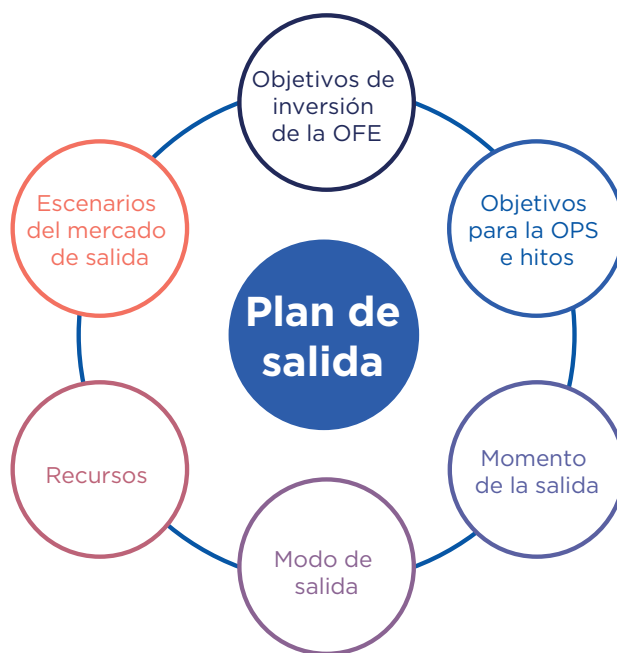 Objetivos de
inversión
de la OFE
Objetivos
para la OPS
e hitos
Momento
de la salida
Modo de
salida
Recursos
Escenarios
del mercado
de salida
Plan de
salida